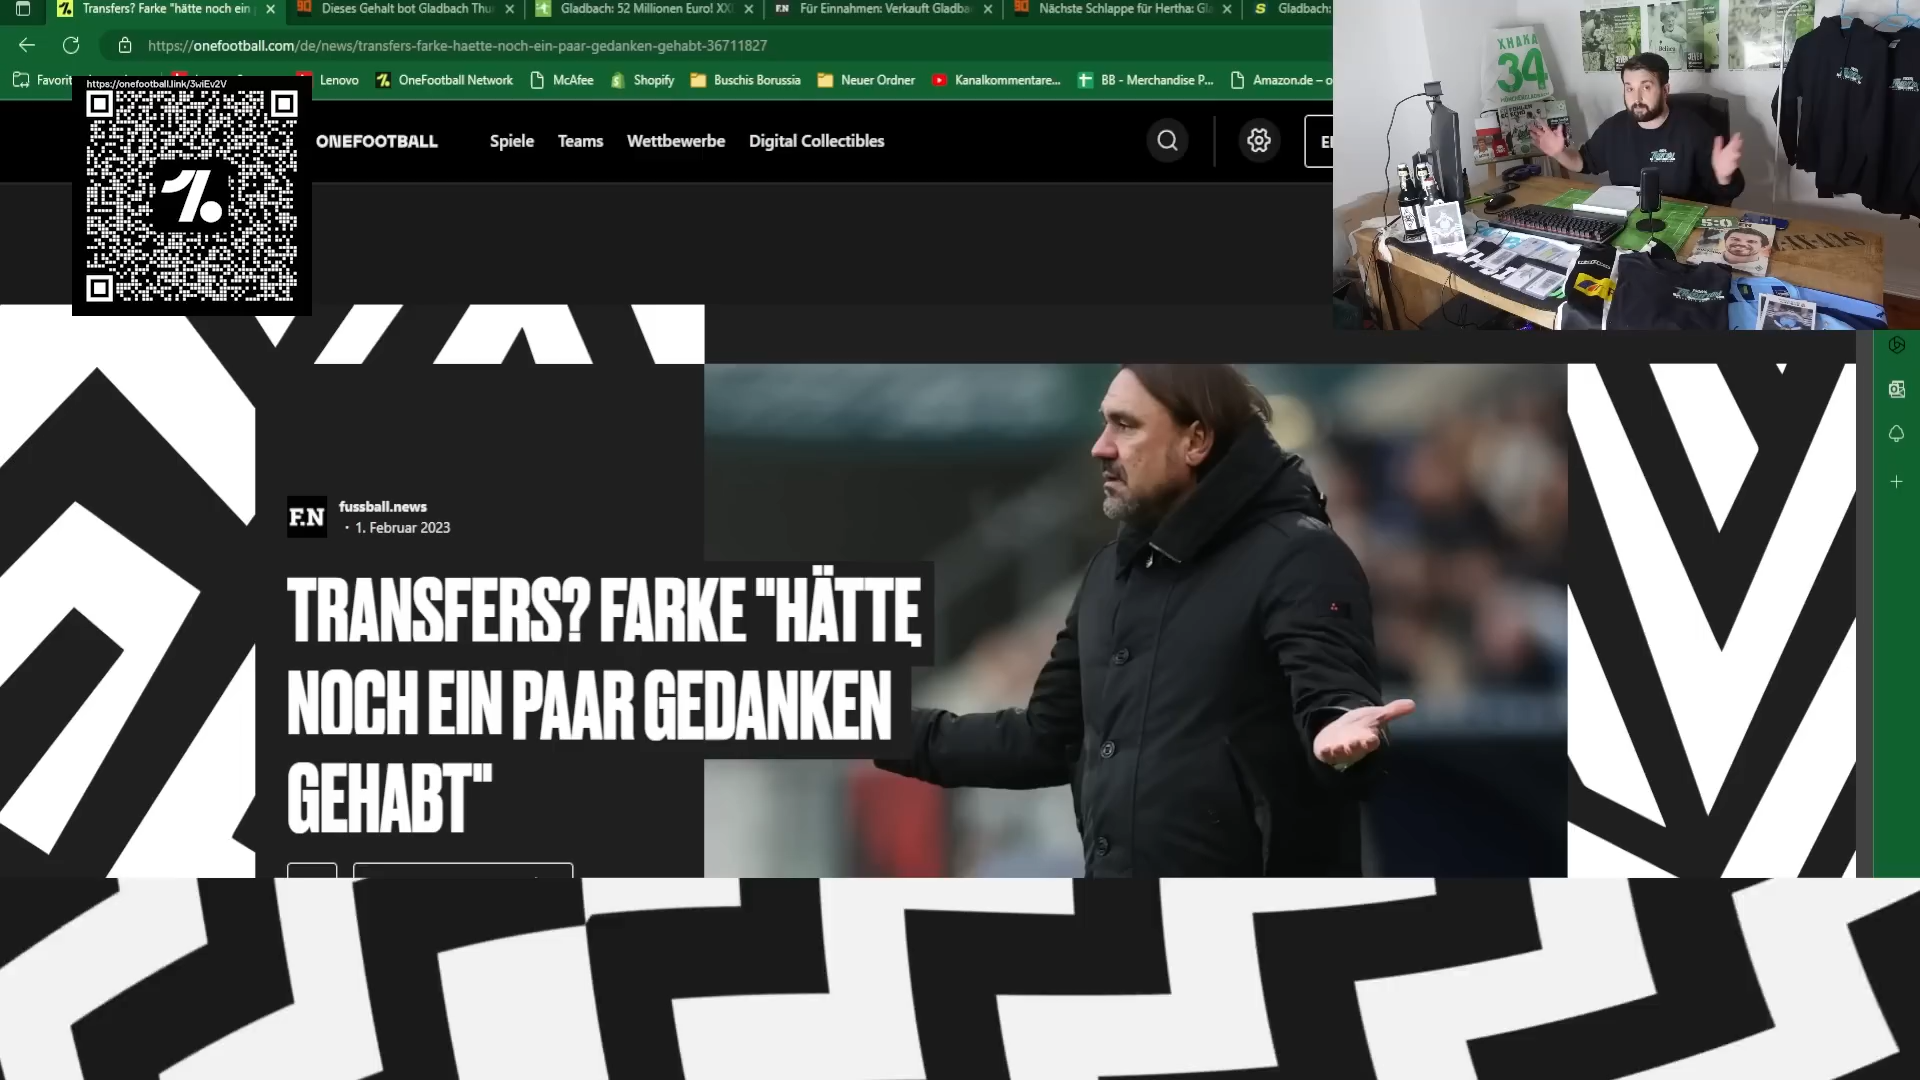 Transfers? Farke "hätte noch ein
Dieses Gehalt bot Gladbach Thu
Gladbach: 52 Millionen Euro! XX
F.N Für Einnahmen: Verkauft Gladba
Nächste Schlappe für Hertha: Gl
Gladbach:
https://onefootball.com/de/news/transfers-farke-haette-noch-ein-paar-gedanken-gehabt-36711827
Favorit
Lenovo
OneFootball Network
McAfee
Shopify
Buschis Borussia
Neuer Ordner
Kanalkommentare...
BB - Merchandise P...
Amazon.de – o
https://onefootball.link/3wiEv2V
ONEFOOTBALL
Spiele
Teams
Wettbewerbe
Digital Collectibles
XHAKA
34
5:0
F.N
fussball.news
• 1. Februar 2023
TRANSFERS? FARKE "HÄTTE
NOCH EIN PAAR GEDANKEN
GEHABT"